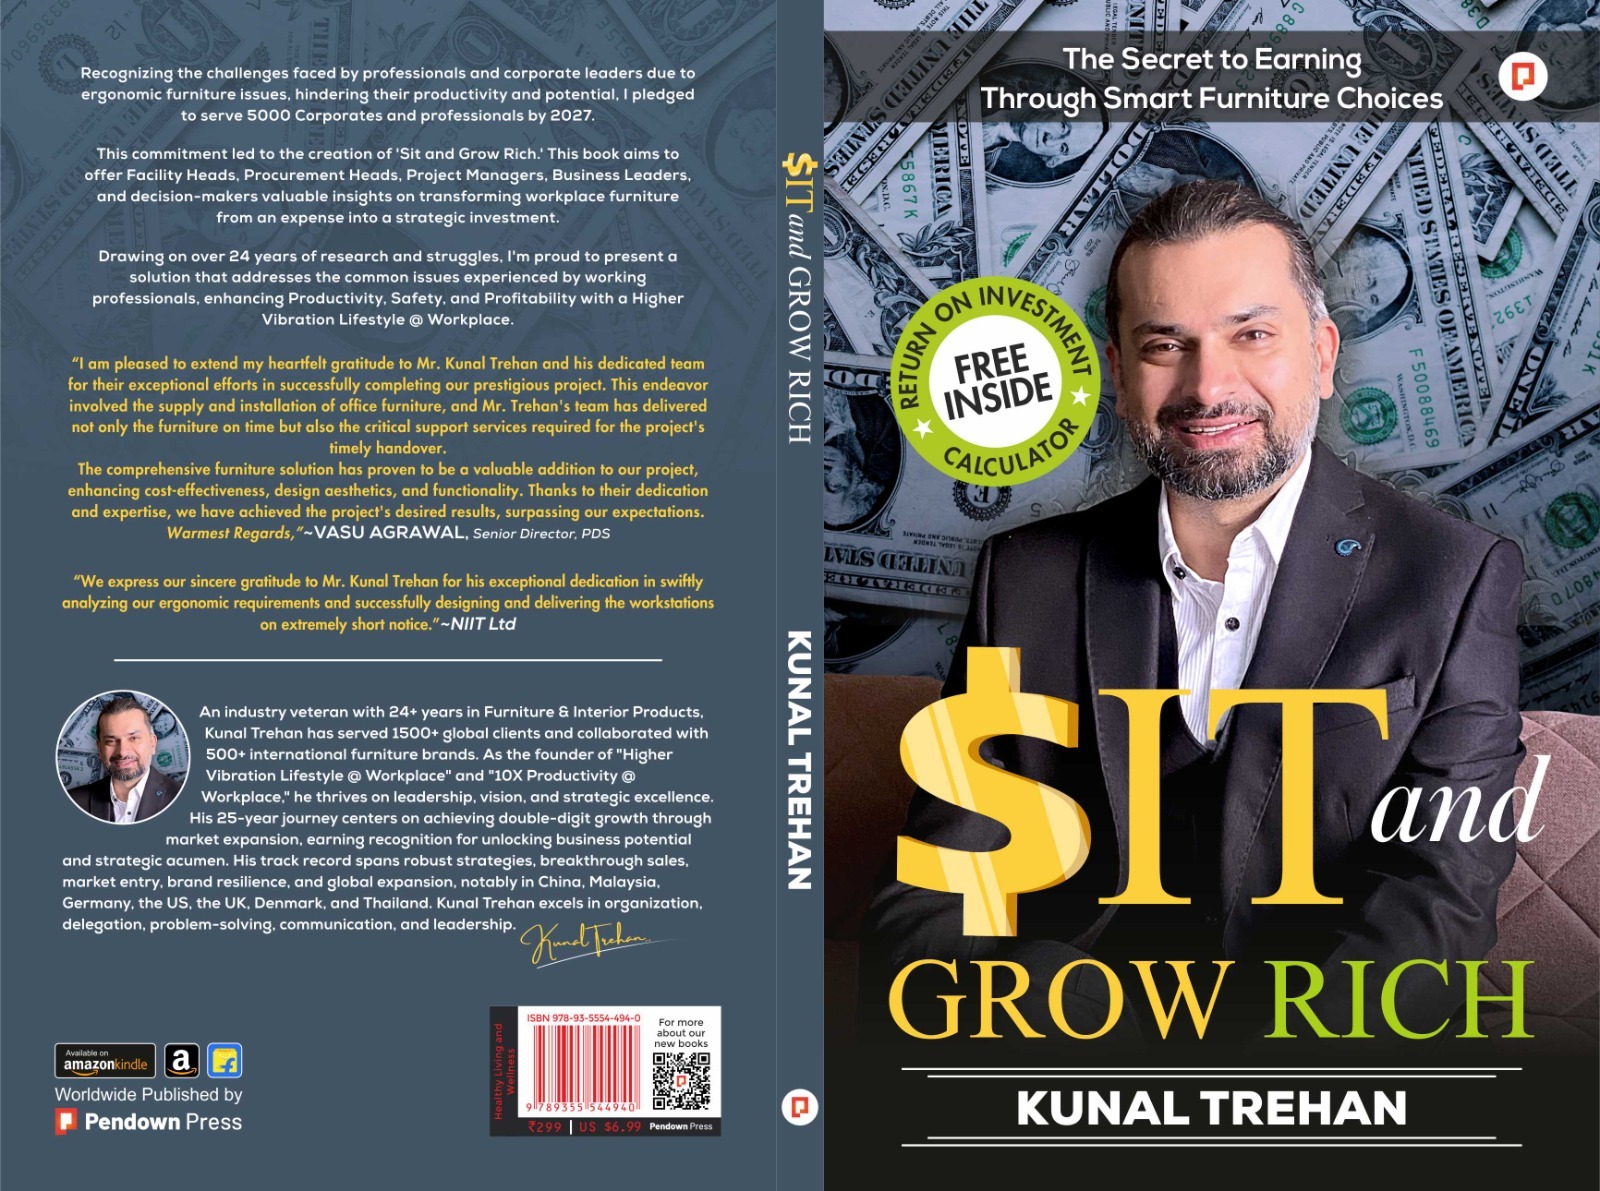 Recognizing the challenges faced by professionals and corporate leaders due to
ergonomic furniture issues, hindering their productivity and potential, I pledged
to serve 5000 Corporates and professionals by 2027.
This commitment led to the creation of 'Sit and Grow Rich.' This book aims to
offer Facility Heads, Procurement Heads, Project Managers, Business Leaders,
and decision-makers valuable insights on transforming workplace furniture
from an expense into a strategic investment.
Drawing on over 24 years of research and struggles, I'm proud to present a
solution that addresses the common issues experienced by working
professionals, enhancing Productivity, Safety, and Profitability with a Higher
Vibration Lifestyle @ Workplace.
“I am pleased to extend my heartfelt gratitude to Mr. Kunal Trehan and his dedicated team
for their exceptional efforts in successfully completing our prestigious project. This endeavor
involved the supply and installation of office furniture, and Mr. Trehan's team has delivered
not only the furniture on time but also the critical support services required for the project's
timely handover.
The comprehensive furniture solution has proven to be a valuable addition to our project,
enhancing cost-effectiveness, design aesthetics, and functionality. Thanks to their dedication
and expertise, we have achieved the project's desired results, surpassing our expectations.
Warmest Regards,”~VASU AGRAWAL, Senior Director, PDS
“We express our sincere gratitude to Mr. Kunal Trehan for his exceptional dedication in swiftly
analyzing our ergonomic requirements and successfully designing and delivering the workstations
on extremely short notice.”~NIIT Ltd
An industry veteran with 24+ years in Furniture & Interior Products,
Kunal Trehan has served 1500+ global clients and collaborated with
500+ international furniture brands. As the founder of "Higher
Vibration Lifestyle @ Workplace" and "10X Productivity @
Workplace," he thrives on leadership, vision, and strategic excellence.
His 25-year journey centers on achieving double-digit growth through
market expansion, earning recognition for unlocking business potential
and strategic acumen. His track record spans robust strategies, breakthrough sales,
market entry, brand resilience, and global expansion, notably in China, Malaysia,
Germany, the US, the UK, Denmark, and Thailand. Kunal Trehan excels in organization,
delegation, problem-solving, communication, and leadership.
Kunal Trehan
Available on
amazonkindle
a
Worldwide Published by
Pendown Press
Healthy Living and
Wellness
ISBN 978-93-5554-494-0
9 789355 544940
For more
about our
new books
₹299 | US $6.99
Pendown Press
$IT and GROW RICH
KUNAL TREHAN
The Secret to Earning
Through Smart Furniture Choices
RETURN ON INVESTMENT
FREE
INSIDE
CALCULATOR
$IT and
GROW RICH
KUNAL TREHAN